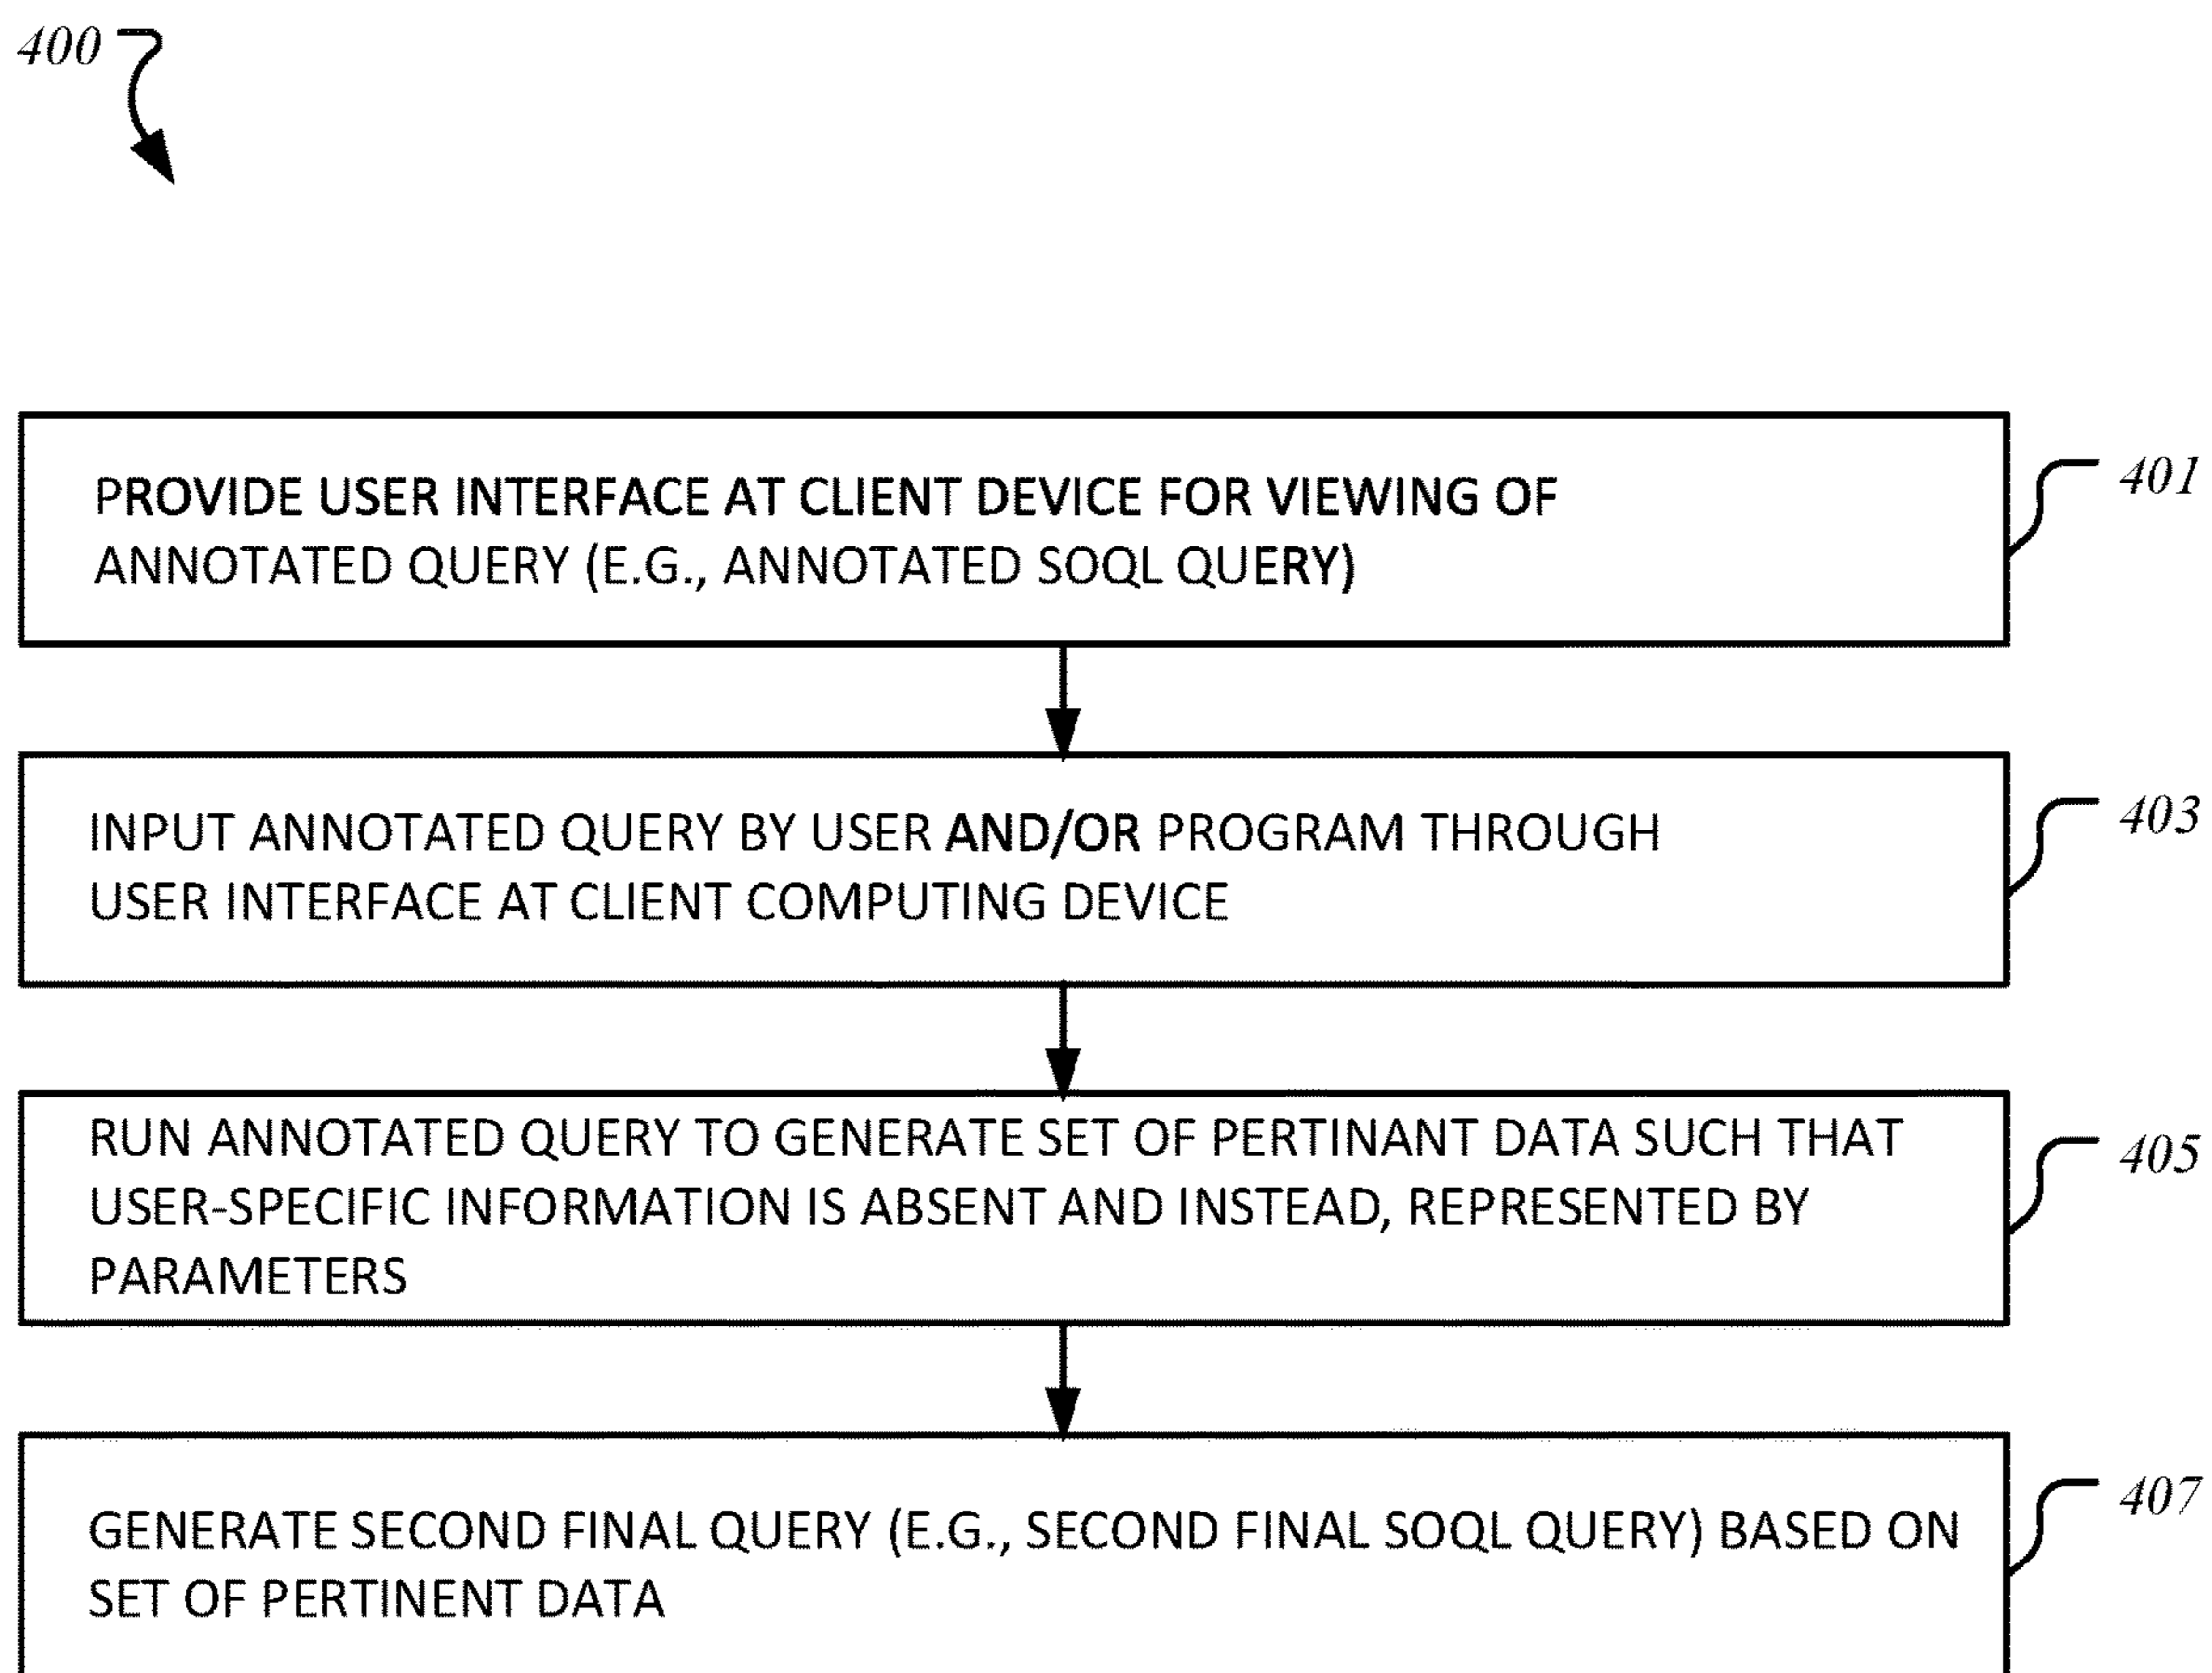 400
PROVIDE USER INTERFACE AT CLIENT DEVICE FOR VIEWING OF
ANNOTATED QUERY (E.G., ANNOTATED SOQL QUERY)
401
INPUT ANNOTATED QUERY BY USER AND/OR PROGRAM THROUGH
USER INTERFACE AT CLIENT COMPUTING DEVICE
403
RUN ANNOTATED QUERY TO GENERATE SET OF PERTINANT DATA SUCH THAT
USER-SPECIFIC INFORMATION IS ABSENT AND INSTEAD, REPRESENTED BY
PARAMETERS
405
GENERATE SECOND FINAL QUERY (E.G., SECOND FINAL SOQL QUERY) BASED ON
SET OF PERTINENT DATA
407